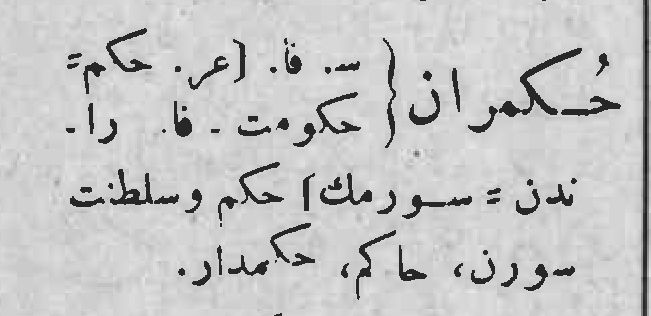 حُكمران { س. فا. [عر. حكم=
حكومت - فا. را-
ندن = سورمك] حكم وسلطنت
سورن، حاكم، حكمدار.